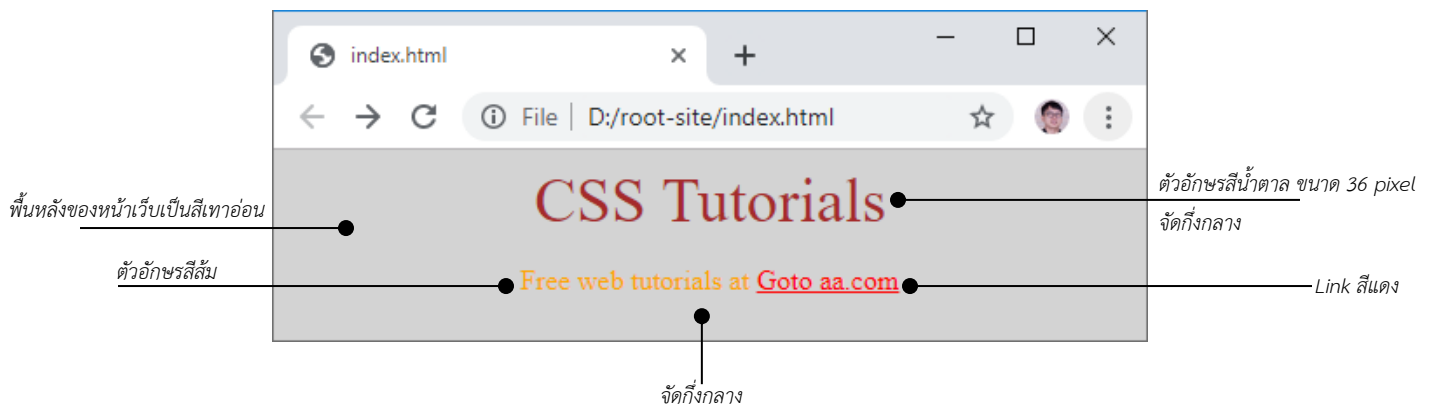 index.html
File
D:/root-site/index.html
CSS Tutorials
ตัวอักษรสีน้ำตาล ขนาด 36 pixel
จัดกึ่งกลาง
พื้นหลังของหน้าเว็บเป็นสีเทาอ่อน
ตัวอักษรสีส้ม
Free web tutorials at Goto aa.com
Link สีแดง
จัดกึ่งกลาง